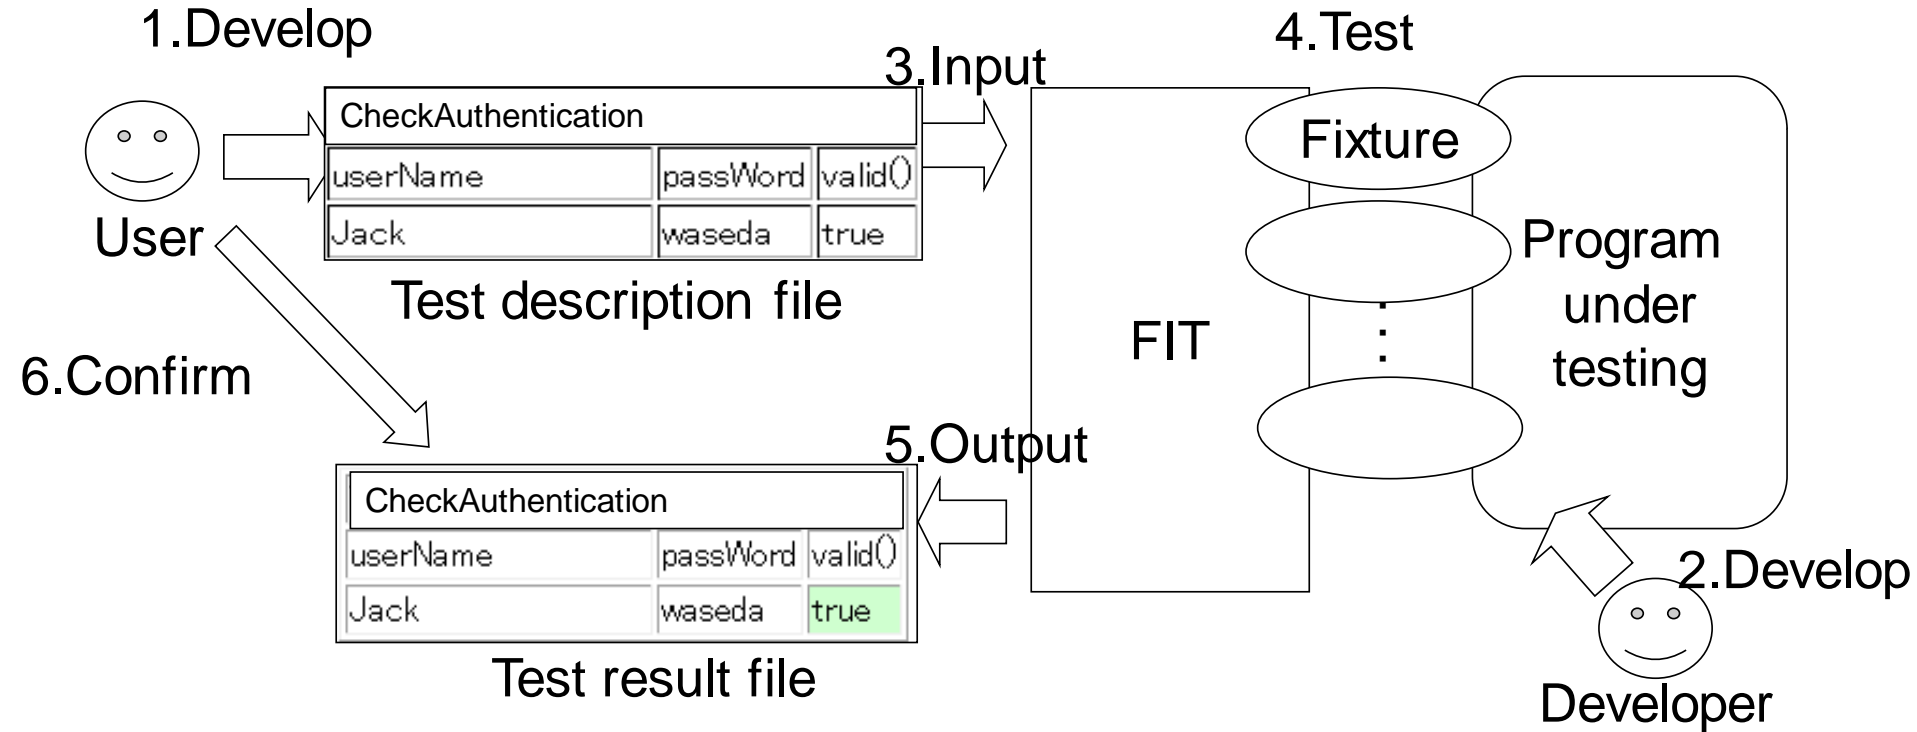 1.Develop
4.Test
3.Input
CheckAuthentication
userName passWord valid()
Jack waseda true
User
Test description file
Fixture
Program
under
testing
FIT
6.Confirm
5.Output
CheckAuthentication
userName passWord valid()
Jack waseda true
Test result file
2.Develop
Developer